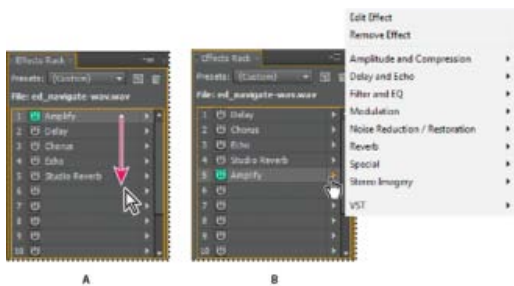 Effects Rack
Presets: (Custom)
File: ed_navigate-wav.wav
1 Amplify
2 Delay
3 Chorus
4 Echo
5 Studio Reverb
6
7
8
9
10
A
Effects Rack
Presets: (Custom)
File: ed_navigate-wav.wav
1 Delay
2 Chorus
3 Echo
4 Studio Reverb
5 Amplify
6
7
8
9
10
B
Edit Effect
Remove Effect
Amplitude and Compression
Delay and Echo
Filter and EQ
Modulation
Noise Reduction / Restoration
Reverb
Special
Stereo Imagery
VST